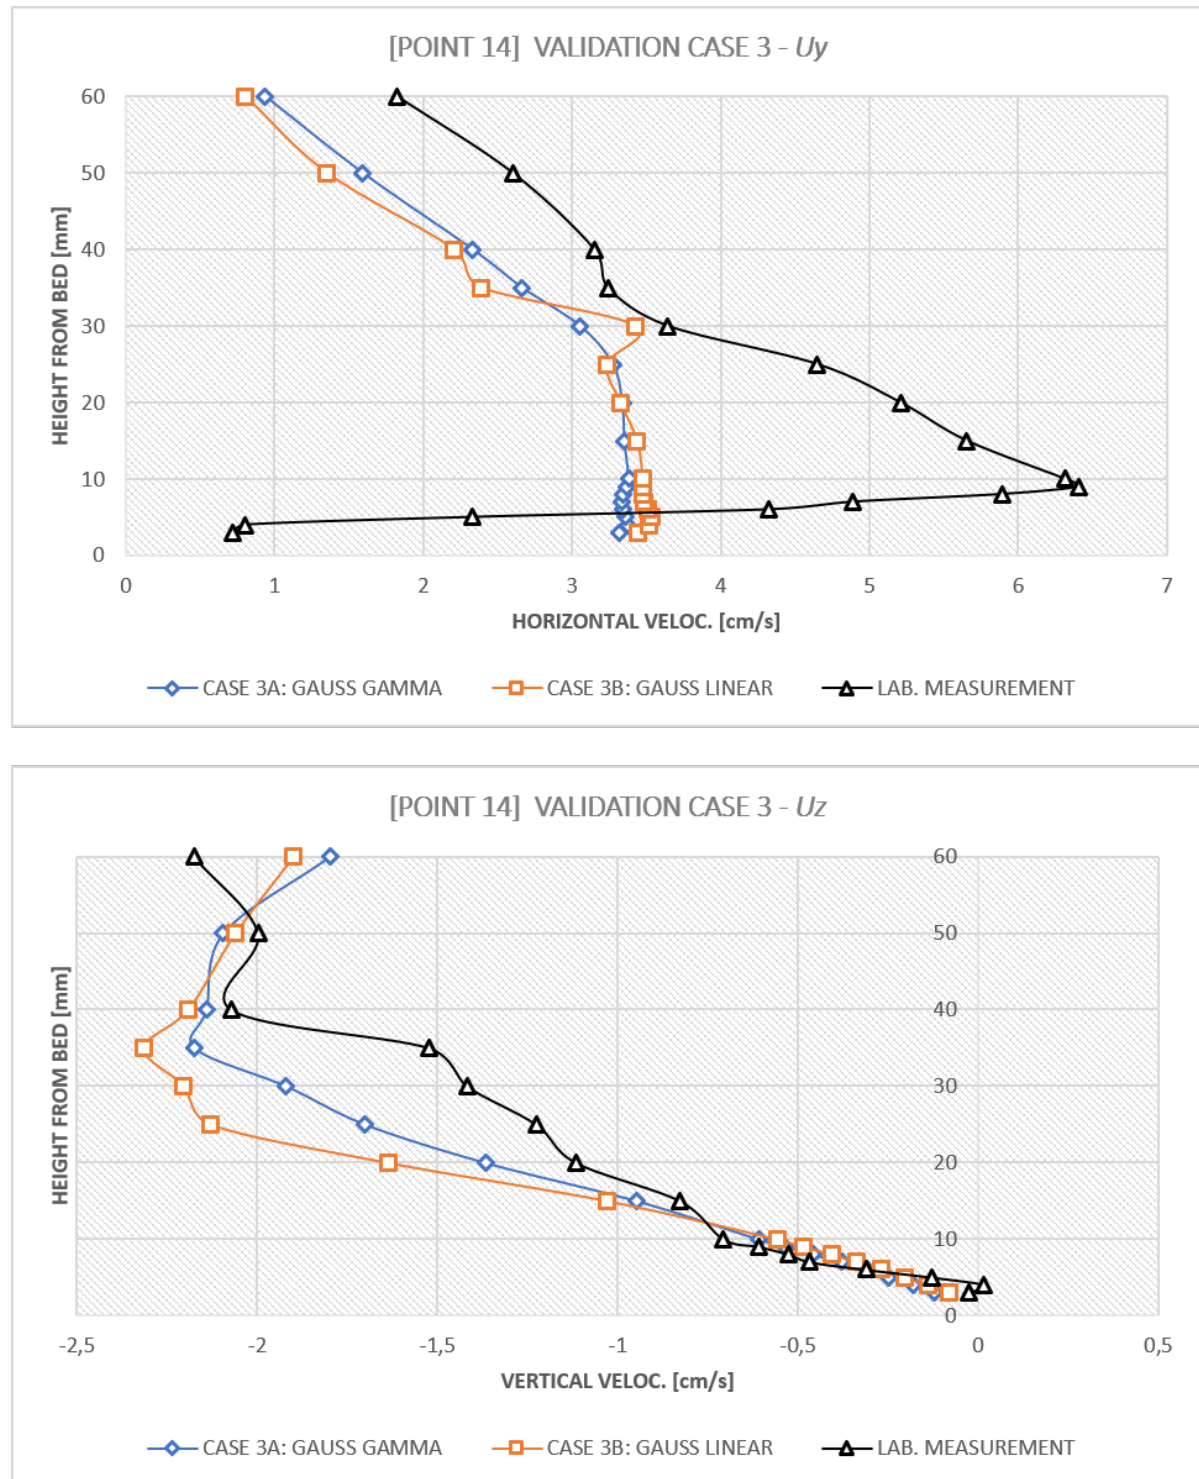 [POINT 14] VALIDATION CASE 3 - Uy
60
50
40
30
20
10
0
HEIGHT FROM BED [mm]
0 1 2 3 4 5 6 7
HORIZONTAL VELOC. [cm/s]
CASE 3A: GAUSS GAMMA CASE 3B: GAUSS LINEAR LAB. MEASUREMENT
[POINT 14] VALIDATION CASE 3 - Uz
HEIGHT FROM BED [mm]
60
50
40
30
20
10
0
-2,5 -2 -1,5 -1 -0,5 0 0,5
VERTICAL VELOC. [cm/s]
CASE 3A: GAUSS GAMMA CASE 3B: GAUSS LINEAR LAB. MEASUREMENT